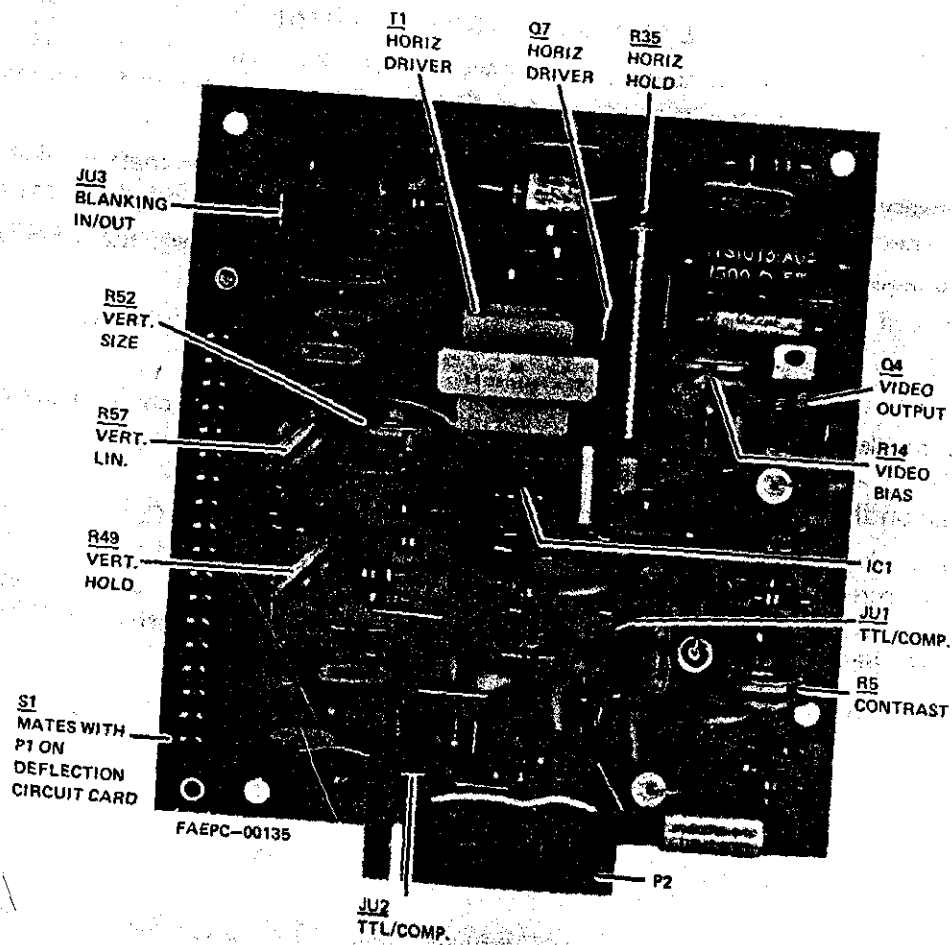 T1
HORIZ
DRIVER
Q7
HORIZ
DRIVER
R35
HORIZ
HOLD
JU3
BLANKING
IN/OUT
R52
VERT.
SIZE
Q4
VIDEO
OUTPUT
R57
VERT.
LIN.
R14
VIDEO
BIAS
R49
VERT.
HOLD
IC1
JU1
TTL/COMP.
R5
CONTRAST
S1
MATES WITH
P1 ON
DEFLECTION
CIRCUIT CARD
FAEPC-00135
P2
JU2
TTL/COMP.